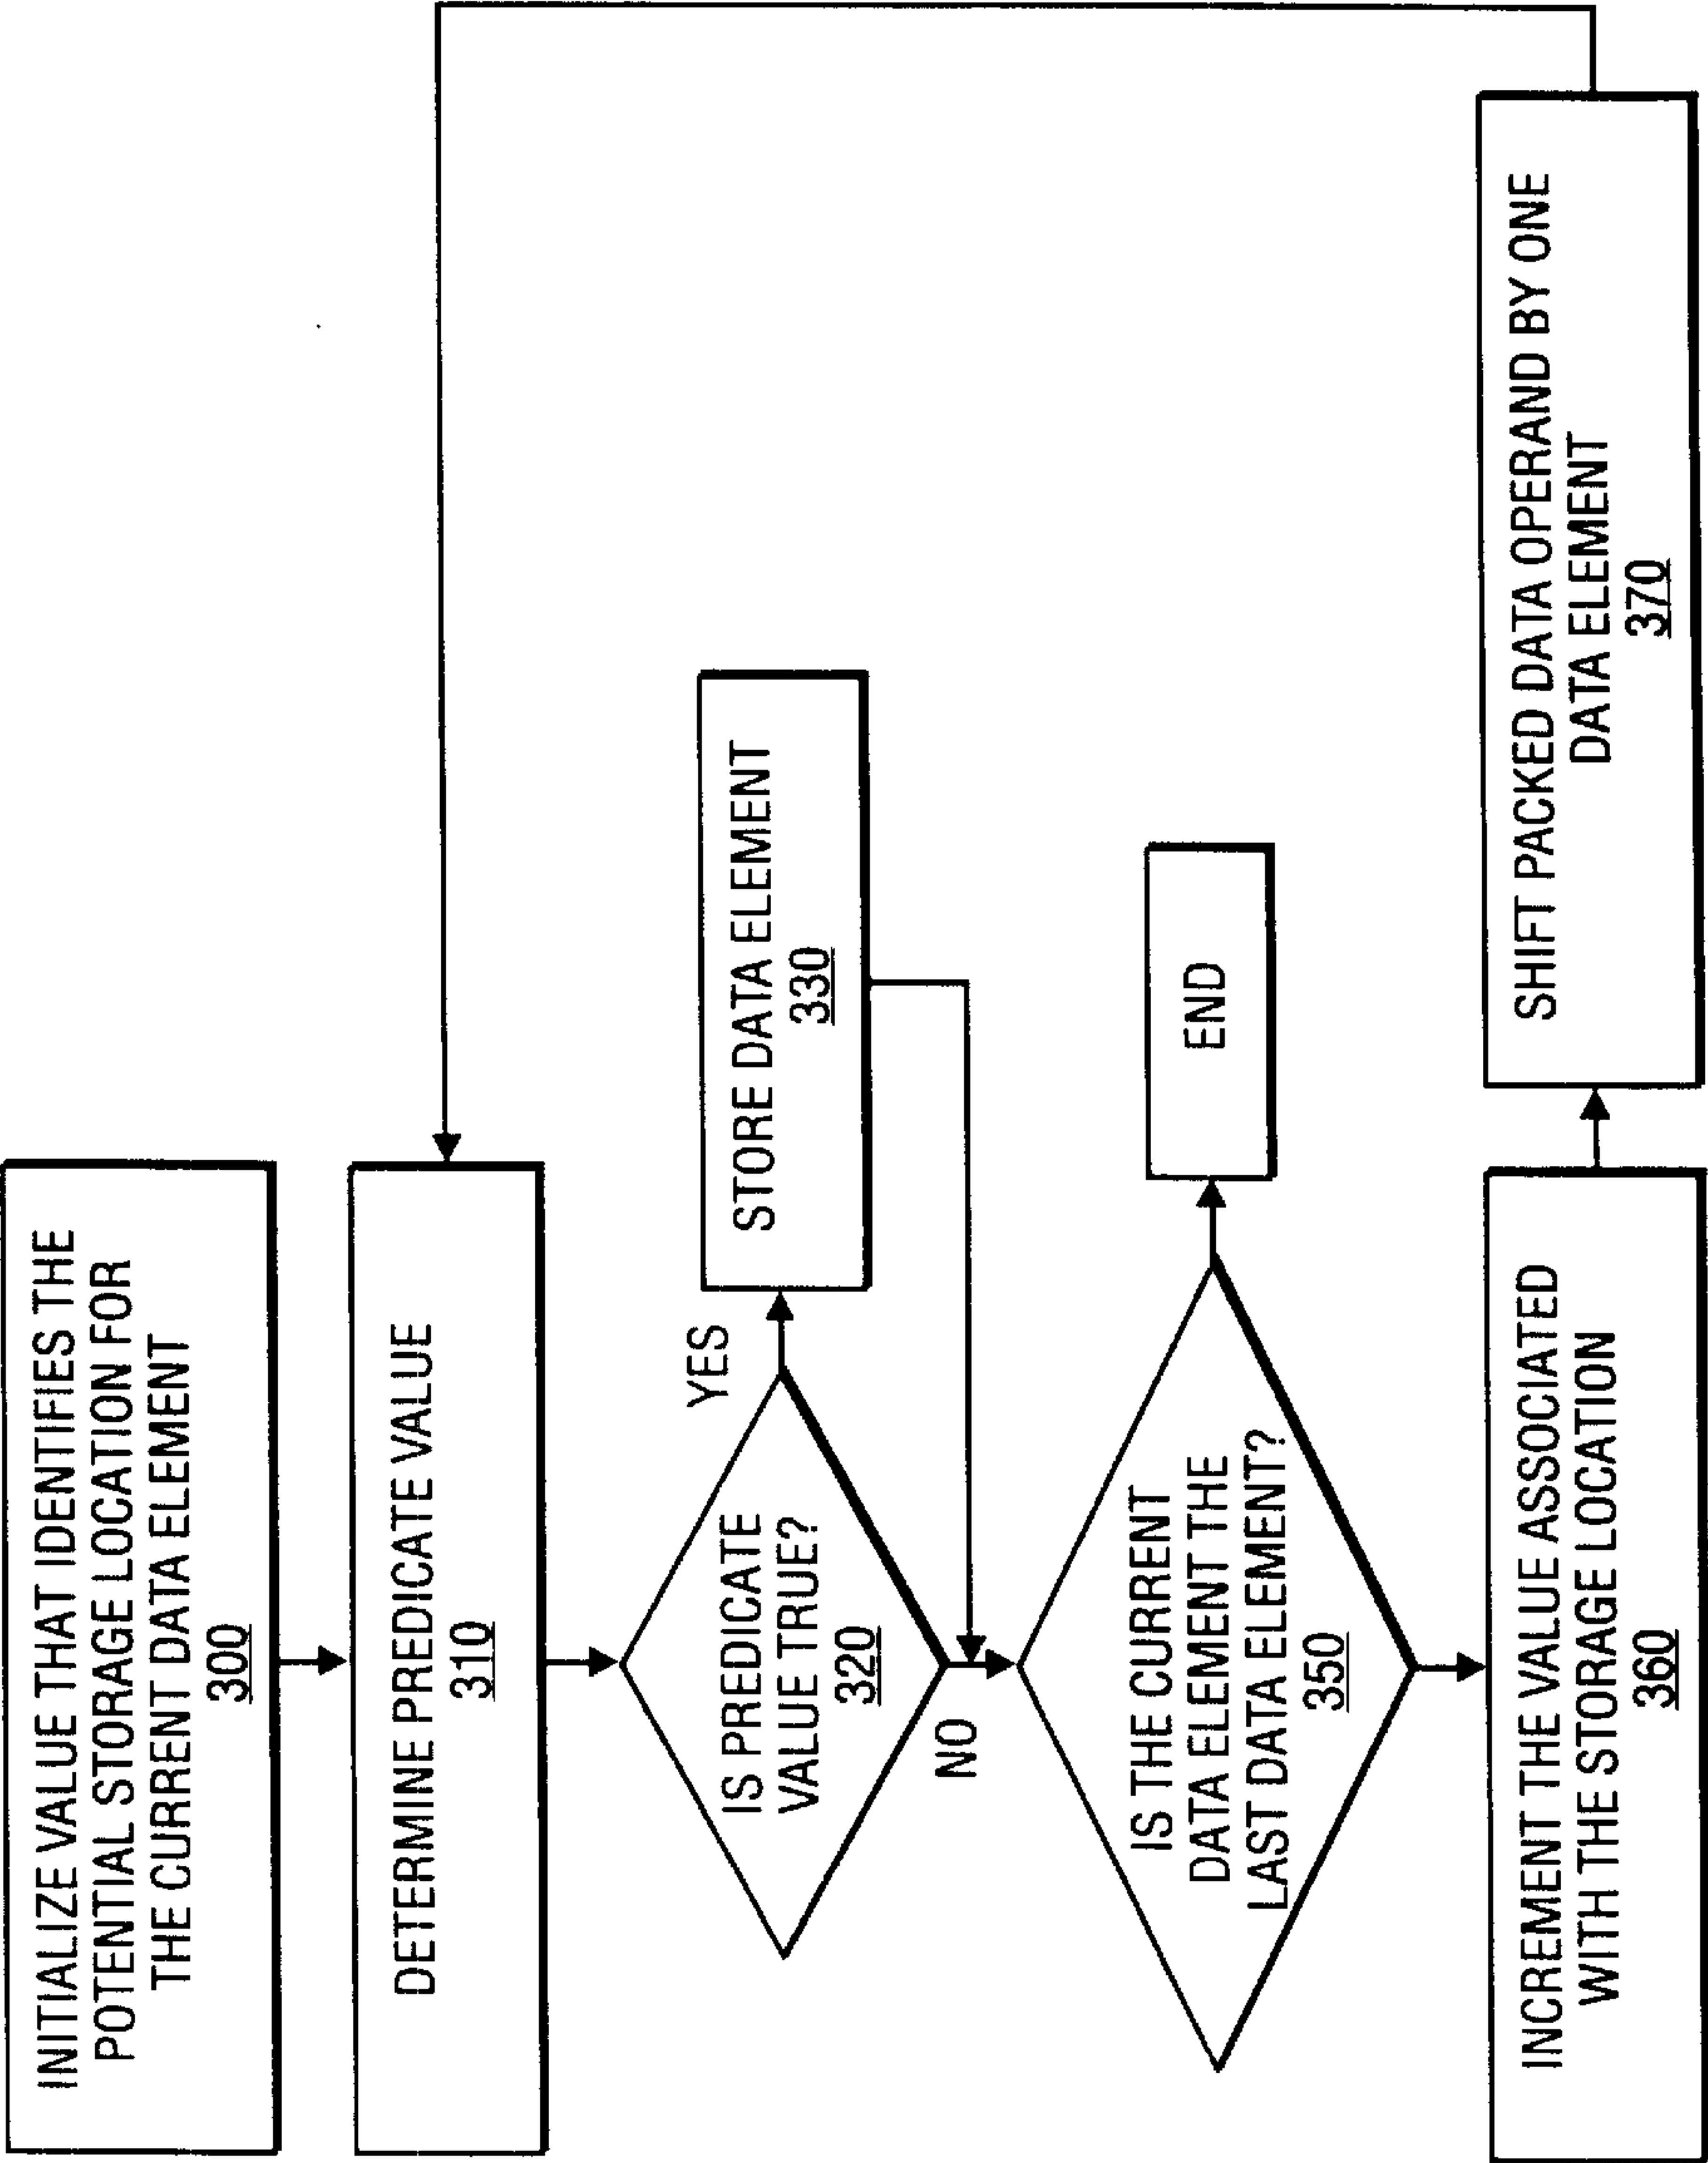 INITIALIZE VALUE THAT IDENTIFIES THE
POTENTIAL STORAGE LOCATION FOR
THE CURRENT DATA ELEMENT
300
DETERMINE PREDICATE VALUE
310
IS PREDICATE
VALUE TRUE?
320
YES
STORE DATA ELEMENT
330
NO
IS THE CURRENT
DATA ELEMENT THE
LAST DATA ELEMENT?
350
END
INCREMENT THE VALUE ASSOCIATED
WITH THE STORAGE LOCATION
360
SHIFT PACKED DATA OPERAND BY ONE
DATA ELEMENT
370